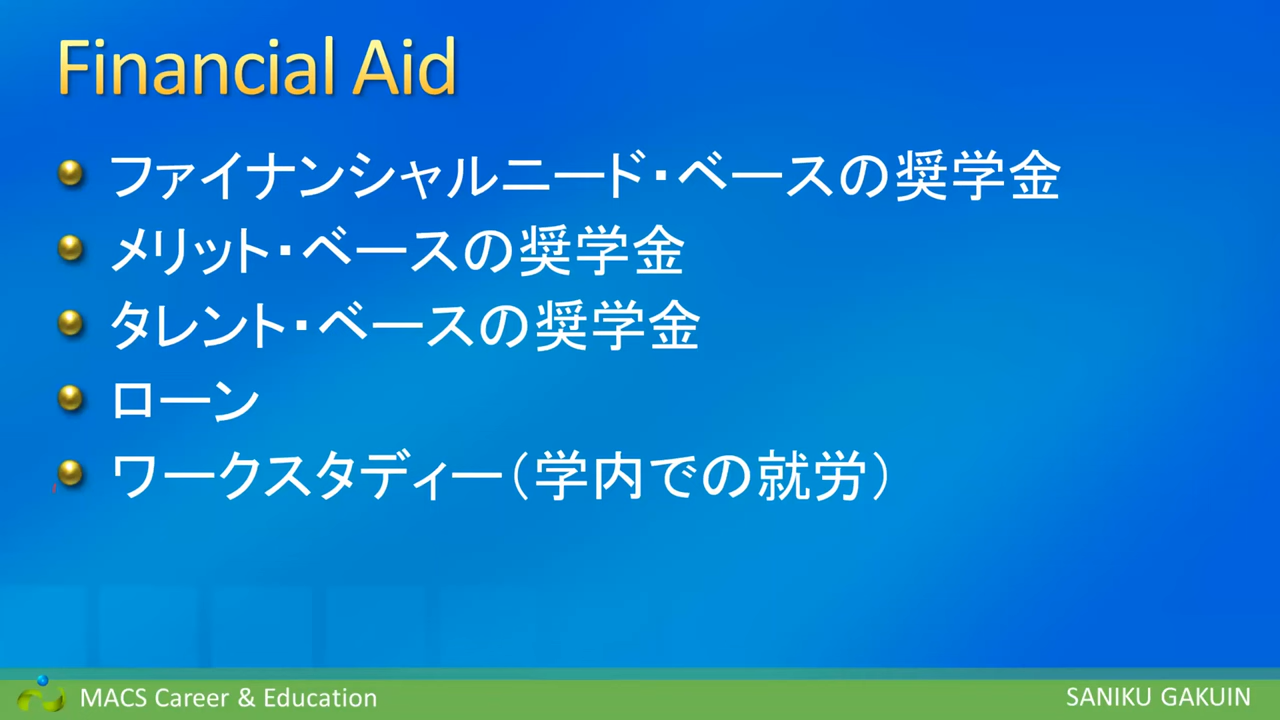 Financial Aid
ファイナンシャルニード・ベースの奨学金
メリット・ベースの奨学金
タレント・ベースの奨学金
ローン
ワークスタディー（学内での就労）
MACS Career & Education
SANIKU GAKUIN